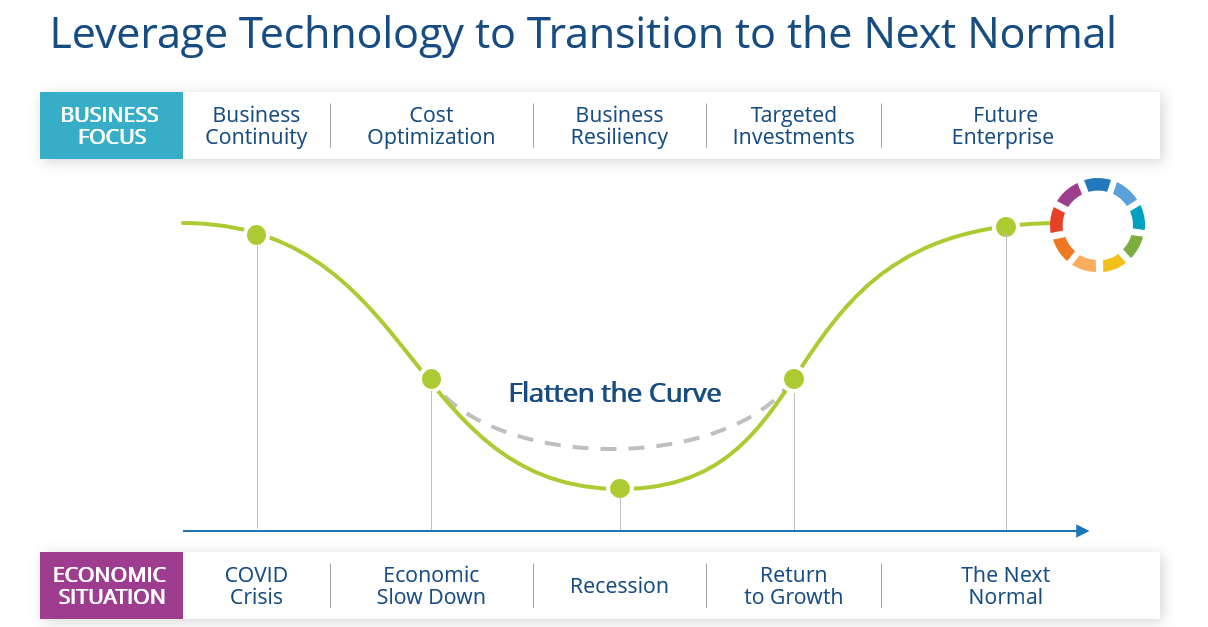 Leverage Technology to Transition to the Next Normal
BUSINESS
FOCUS
Business
Continuity
Cost
Optimization
Business
Resiliency
Targeted
Investments
Future
Enterprise
Flatten the Curve
ECONOMIC
SITUATION
COVID
Crisis
Economic
Slow Down
Recession
Return
to Growth
The Next
Normal